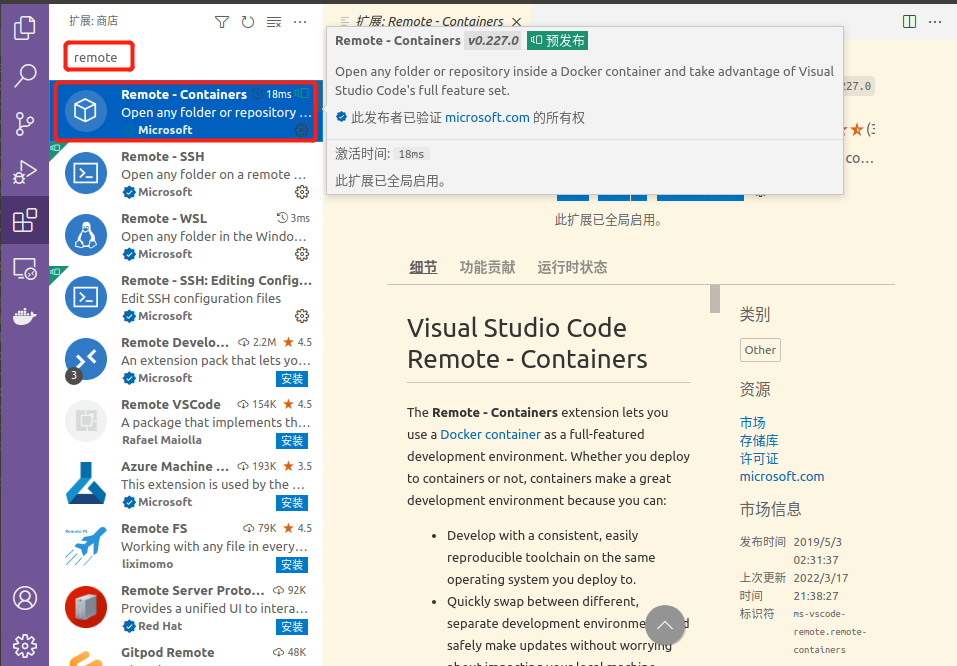 扩展: 商店
remote
Remote - Containers 18ms
Open any folder or repository ...
Microsoft
Remote - SSH
Open any folder on a remote ...
Microsoft
Remote - WSL 3ms
Open any folder in the Windo...
Microsoft
Remote - SSH: Editing Config...
Edit SSH configuration files
Microsoft
Remote Develo... 2.2M 4.5
An extension pack that lets yo...
3
Microsoft 安装
Remote VSCode 154K 4.5
A package that implements th...
Rafael Maiolla 安装
Azure Machine ... 193K 3.5
This extension is used by the ...
Microsoft 安装
Remote FS 79K 4.5
Working with any file in every...
liximomo 安装
Remote Server Proto... 92K
Provides a unified UI to intera...
Red Hat 安装
Gitpod Remote 48K
扩展: Remote - Containers
Remote - Containers v0.227.0 预发布
Open any folder or repository inside a Docker container and take advantage of Visual
Studio Code's full feature set.
此发布者已验证 microsoft.com 的所有权
激活时间: 18ms
此扩展已全局启用。
27.0
co...
此扩展已全局启用。
细节 功能贡献 运行时状态
Visual Studio Code
Remote - Containers
The Remote - Containers extension lets you
use a Docker container as a full-featured
development environment. Whether you deploy
to containers or not, containers make a great
development environment because you can:
• Develop with a consistent, easily
reproducible toolchain on the same
operating system you deploy to.
• Quickly swap between different,
separate development environme d
safely make updates without worrying
about impacting your local machine
类别
Other
资源
市场
存储库
许可证
microsoft.com
市场信息
发布时间 2019/5/3
02:31:37
上次更新 2022/3/17
时间 21:38:27
标识符 ms-vscode-
remote.remote-
containers